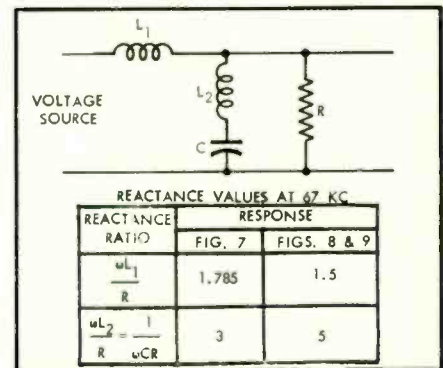 L1
VOLTAGE
SOURCE
L2
C
R
REACTANCE VALUES AT 67 KC
REACTANCE
RATIO
RESPONSE
FIG. 7
FIGS. 8 & 9
ωL1
R
1.785
1.5
ωL2 = 1
R ωCR
3
5